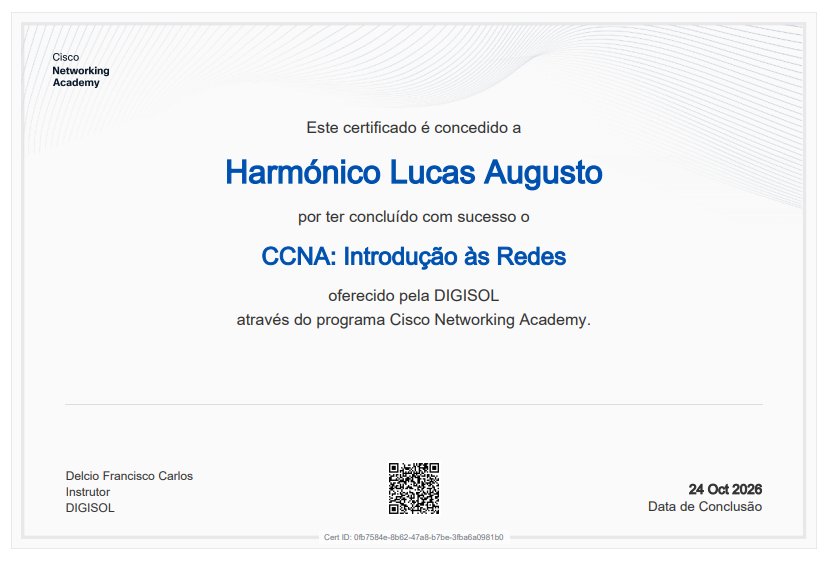 Cisco
Networking
Academy
Este certificado é concedido a
Harmónico Lucas Augusto
por ter concluído com sucesso o
CCNA: Introdução às Redes
oferecido pela DIGISOL
através do programa Cisco Networking Academy.
Delcio Francisco Carlos
Instrutor
DIGISOL
24 Oct 2026
Data de Conclusão
Cert ID: 0fb7584e-8b62-47a8-b7be-3fba6a0981b0